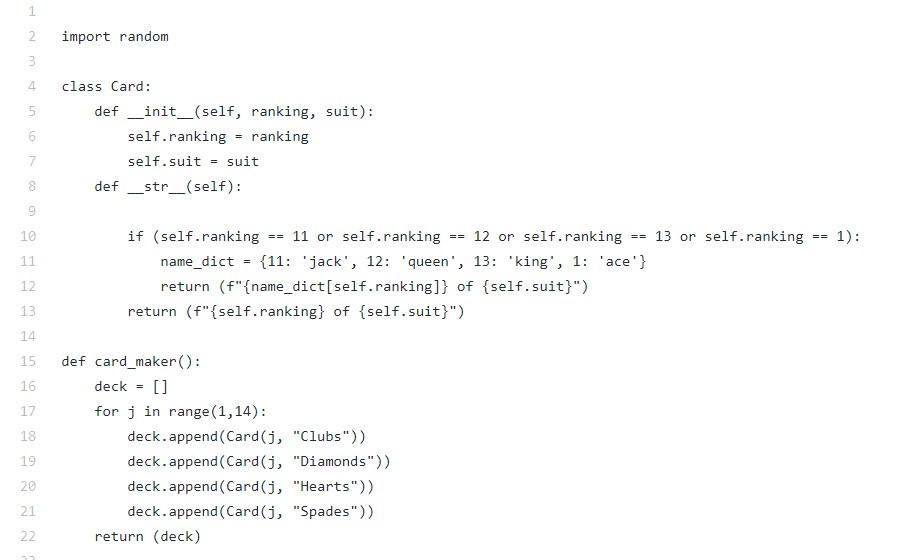 1
2 import random
3
4 class Card:
5     def __init__(self, ranking, suit):
6         self.ranking = ranking
7         self.suit = suit
8     def __str__(self):
9
10         if (self.ranking == 11 or self.ranking == 12 or self.ranking == 13 or self.ranking == 1):
11             name_dict = {11: 'jack', 12: 'queen', 13: 'king', 1: 'ace'}
12             return (f"{name_dict[self.ranking]} of {self.suit}")
13         return (f"{self.ranking} of {self.suit}")
14
15 def card_maker():
16     deck = []
17     for j in range(1,14):
18         deck.append(Card(j, "Clubs"))
19         deck.append(Card(j, "Diamonds"))
20         deck.append(Card(j, "Hearts"))
21         deck.append(Card(j, "Spades"))
22     return (deck)